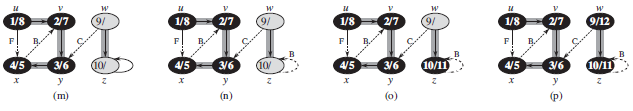 u v w u v w u v w u v w
1/8 2/7 9/ 1/8 2/7 9/ 1/8 2/7 9/ 1/8 2/7 9/12
F B C F B C F B C F B C
B B B
4/5 3/6 10/ 4/5 3/6 10/ 4/5 3/6 10/11 4/5 3/6 10/11
x y z x y z x y z x y z
(m) (n) (o) (p)